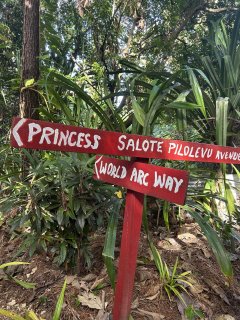 PRINCESS SALOTE PILOLEVU AVENUE
WORLD ARC WAY